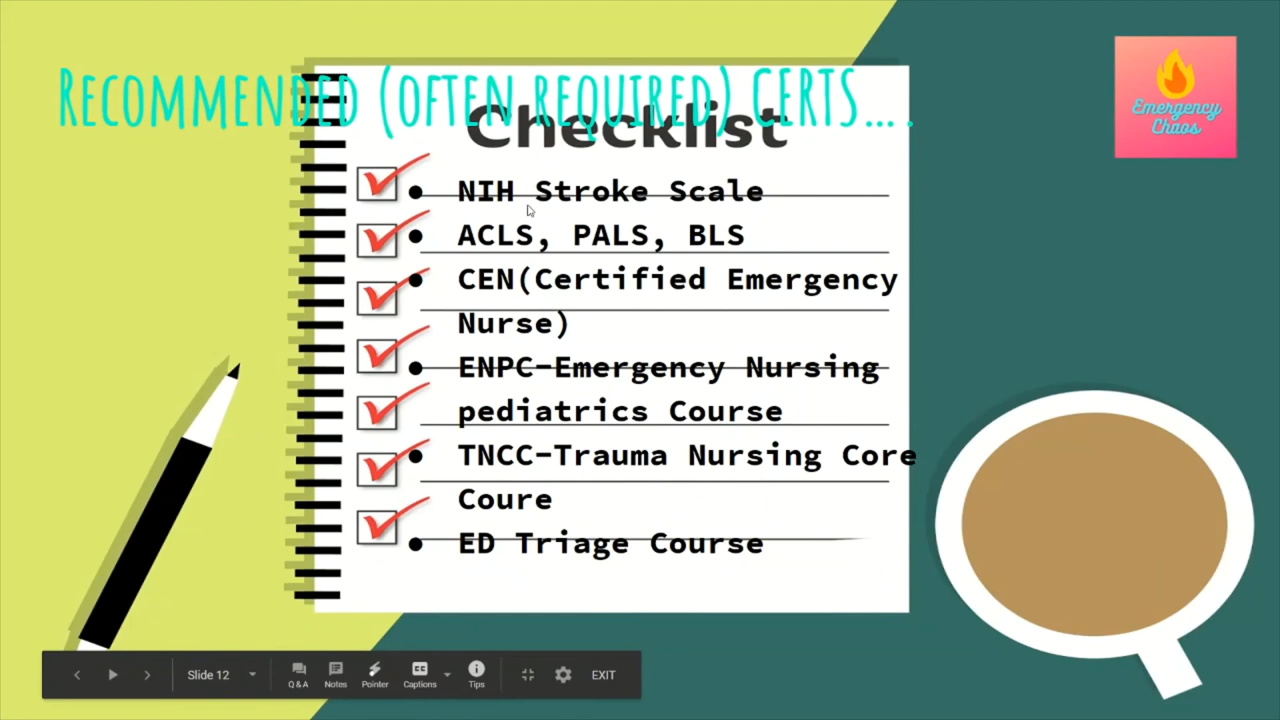 Recommended (often required) CERTS....
Checklist
Emergency
Chaos
• NIH Stroke Scale
• ACLS, PALS, BLS
• CEN(Certified Emergency
Nurse)
• ENPC-Emergency Nursing
pediatrics Course
• TNCC-Trauma Nursing Core
Coure
• ED Triage Course
Slide 12
Q & A
Notes
Pointer
CC
Captions
Tips
EXIT